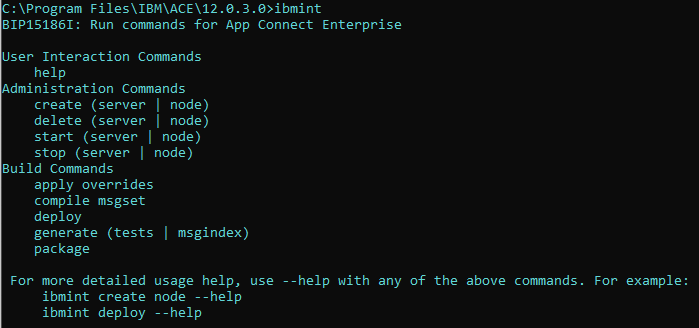 C:\Program Files\IBM\ACE\12.0.3.0>ibmint
BIP15186I: Run commands for App Connect Enterprise
User Interaction Commands
help
Administration Commands
create (server | node)
delete (server | node)
start (server | node)
stop (server | node)
Build Commands
apply overrides
compile msgset
deploy
generate (tests | msgindex)
package
For more detailed usage help, use --help with any of the above commands. For example:
ibmint create node --help
ibmint deploy --help